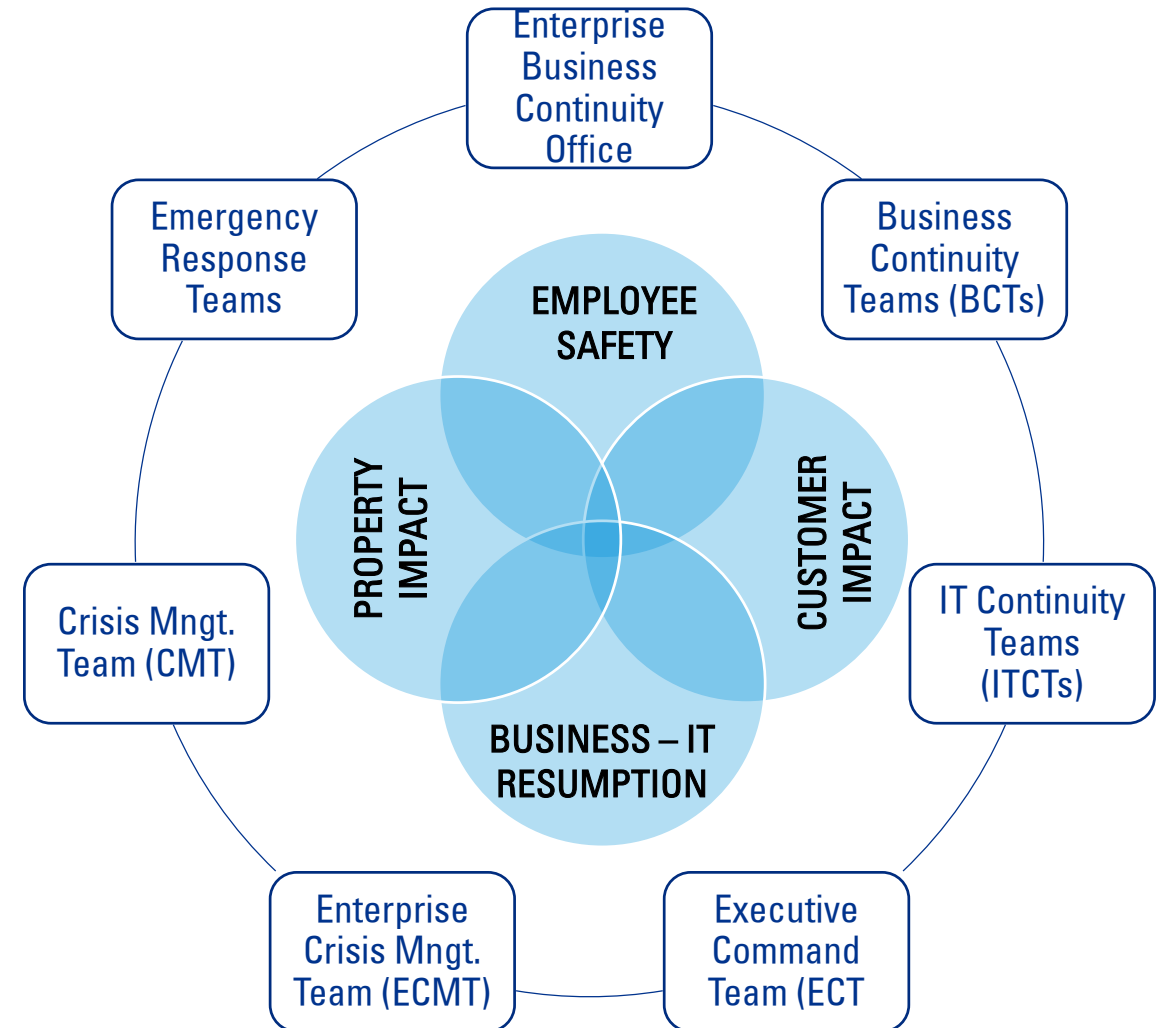 Enterprise
Business
Continuity
Office
Emergency
Response
Teams
Business
Continuity
Teams (BCTs)
EMPLOYEE
SAFETY
PROPERTY
IMPACT
CUSTOMER
IMPACT
Crisis Mngt.
Team (CMT)
IT Continuity
Teams
(ITCTs)
BUSINESS – IT
RESUMPTION
Enterprise
Crisis Mngt.
Team (ECMT)
Executive
Command
Team (ECT